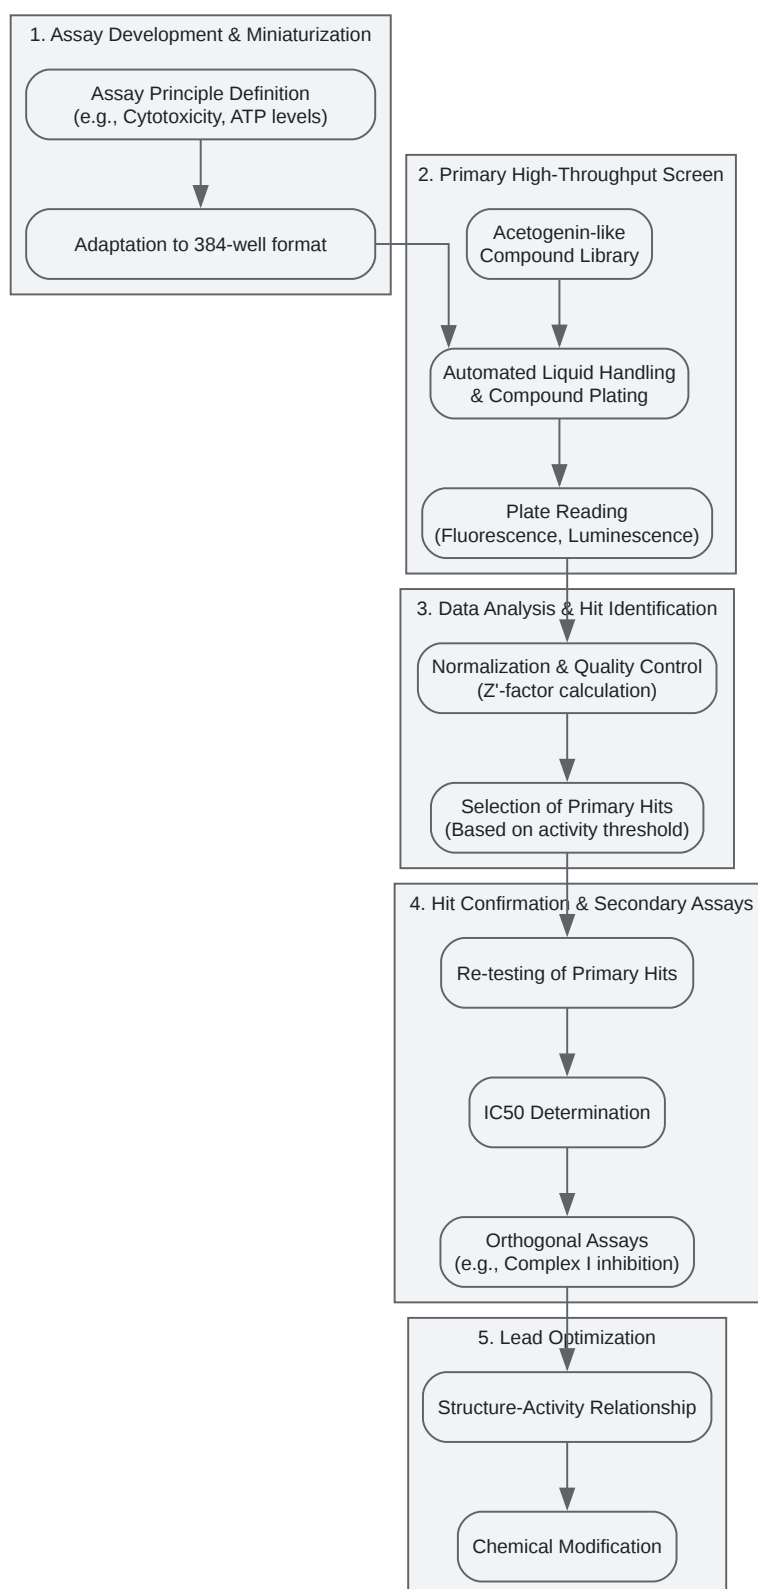 1. Assay Development & Miniaturization
Assay Principle Definition
(e.g., Cytotoxicity, ATP levels)
Adaptation to 384-well format
2. Primary High-Throughput Screen
Acetogenin-like
Compound Library
Automated Liquid Handling
& Compound Plating
Plate Reading
(Fluorescence, Luminescence)
3. Data Analysis & Hit Identification
Normalization & Quality Control
(Z'-factor calculation)
Selection of Primary Hits
(Based on activity threshold)
4. Hit Confirmation & Secondary Assays
Re-testing of Primary Hits
IC50 Determination
Orthogonal Assays
(e.g., Complex I inhibition)
5. Lead Optimization
Structure-Activity Relationship
Chemical Modification